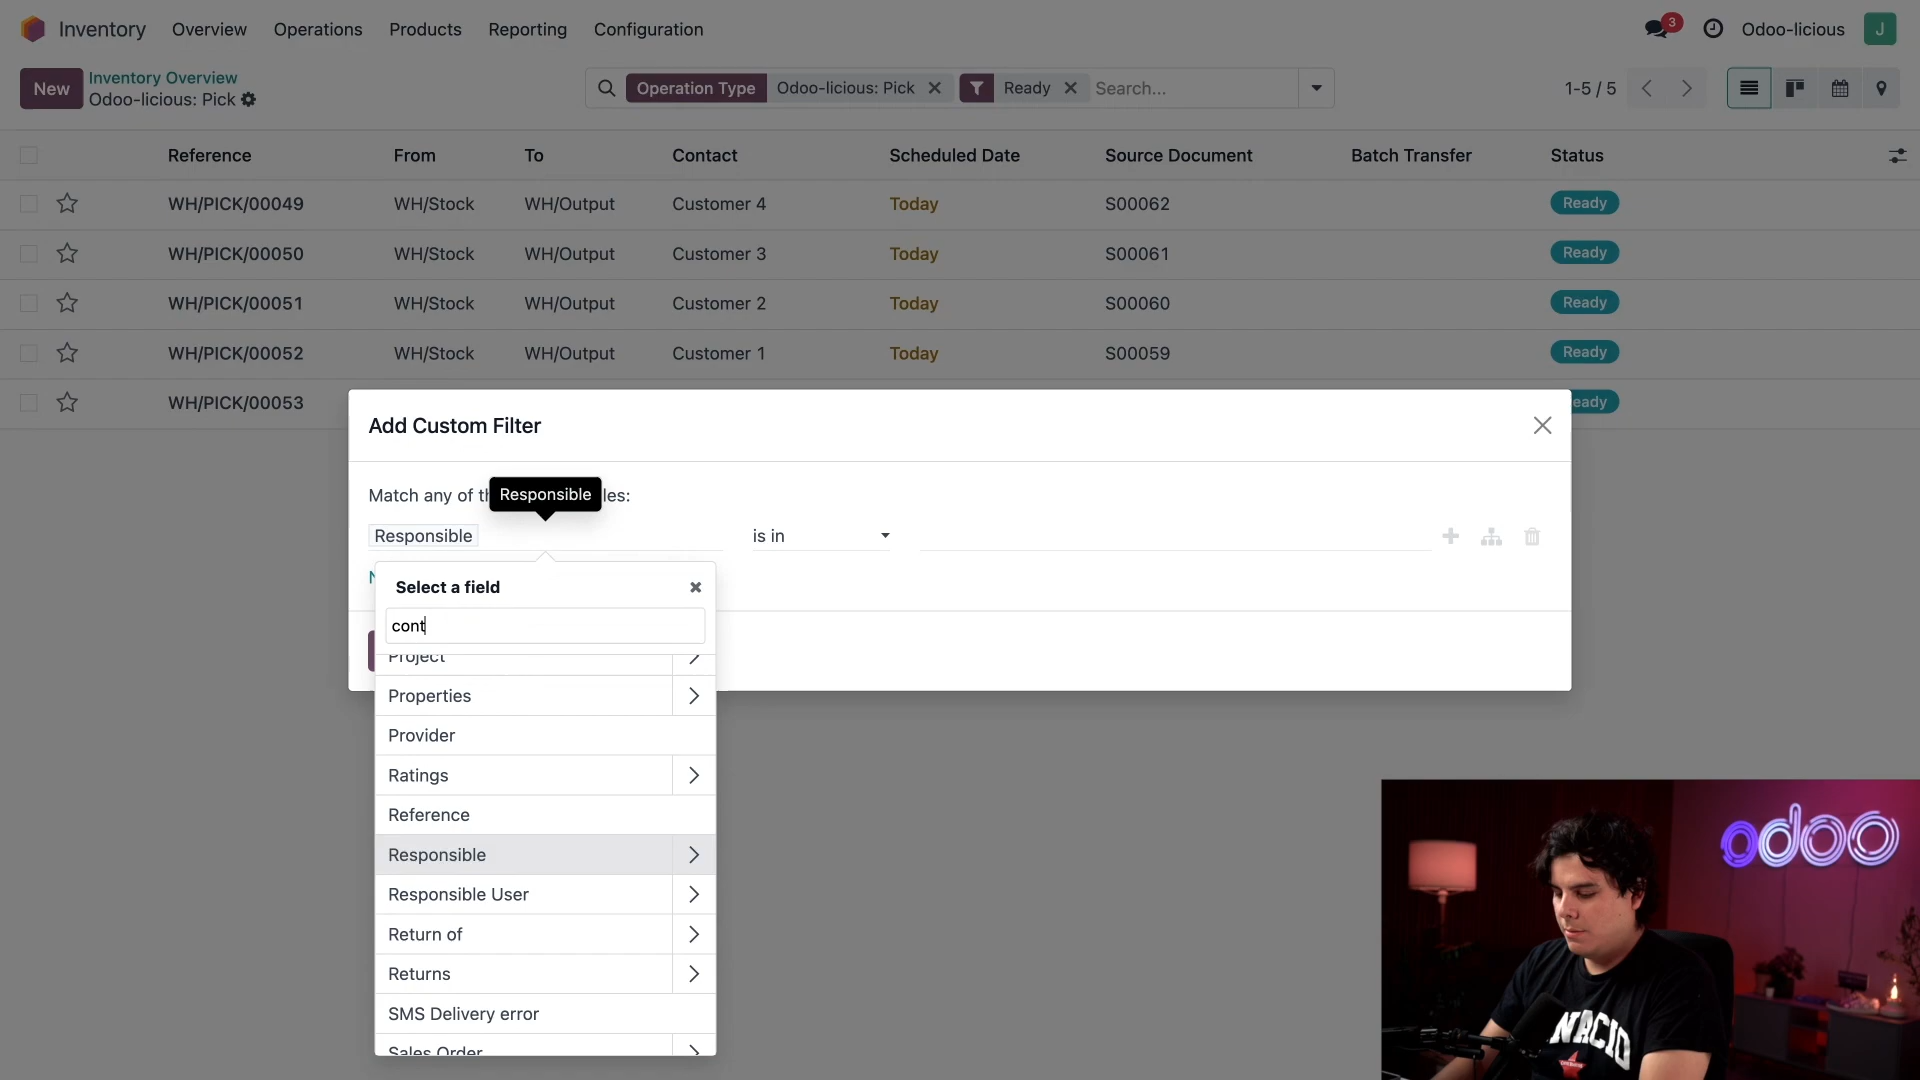 Inventory Overview Operations Products Reporting Configuration 3 Odoo-licious J
New Inventory Overview
Odoo-licious: Pick
Operation Type Odoo-licious: Pick Ready Search... 1-5 / 5
Reference From To Contact Scheduled Date Source Document Batch Transfer Status
WH/PICK/00049 WH/Stock WH/Output Customer 4 Today S00062 Ready
WH/PICK/00050 WH/Stock WH/Output Customer 3 Today S00061 Ready
WH/PICK/00051 WH/Stock WH/Output Customer 2 Today S00060 Ready
WH/PICK/00052 WH/Stock WH/Output Customer 1 Today S00059 Ready
WH/PICK/00053 eady
Add Custom Filter
Match any of th les:
Responsible
Responsible is in
N
Select a field
cont
Project
Properties
Provider
Ratings
Reference
Responsible
Responsible User
Return of
Returns
SMS Delivery error
Sales Order
odoo
NACIO